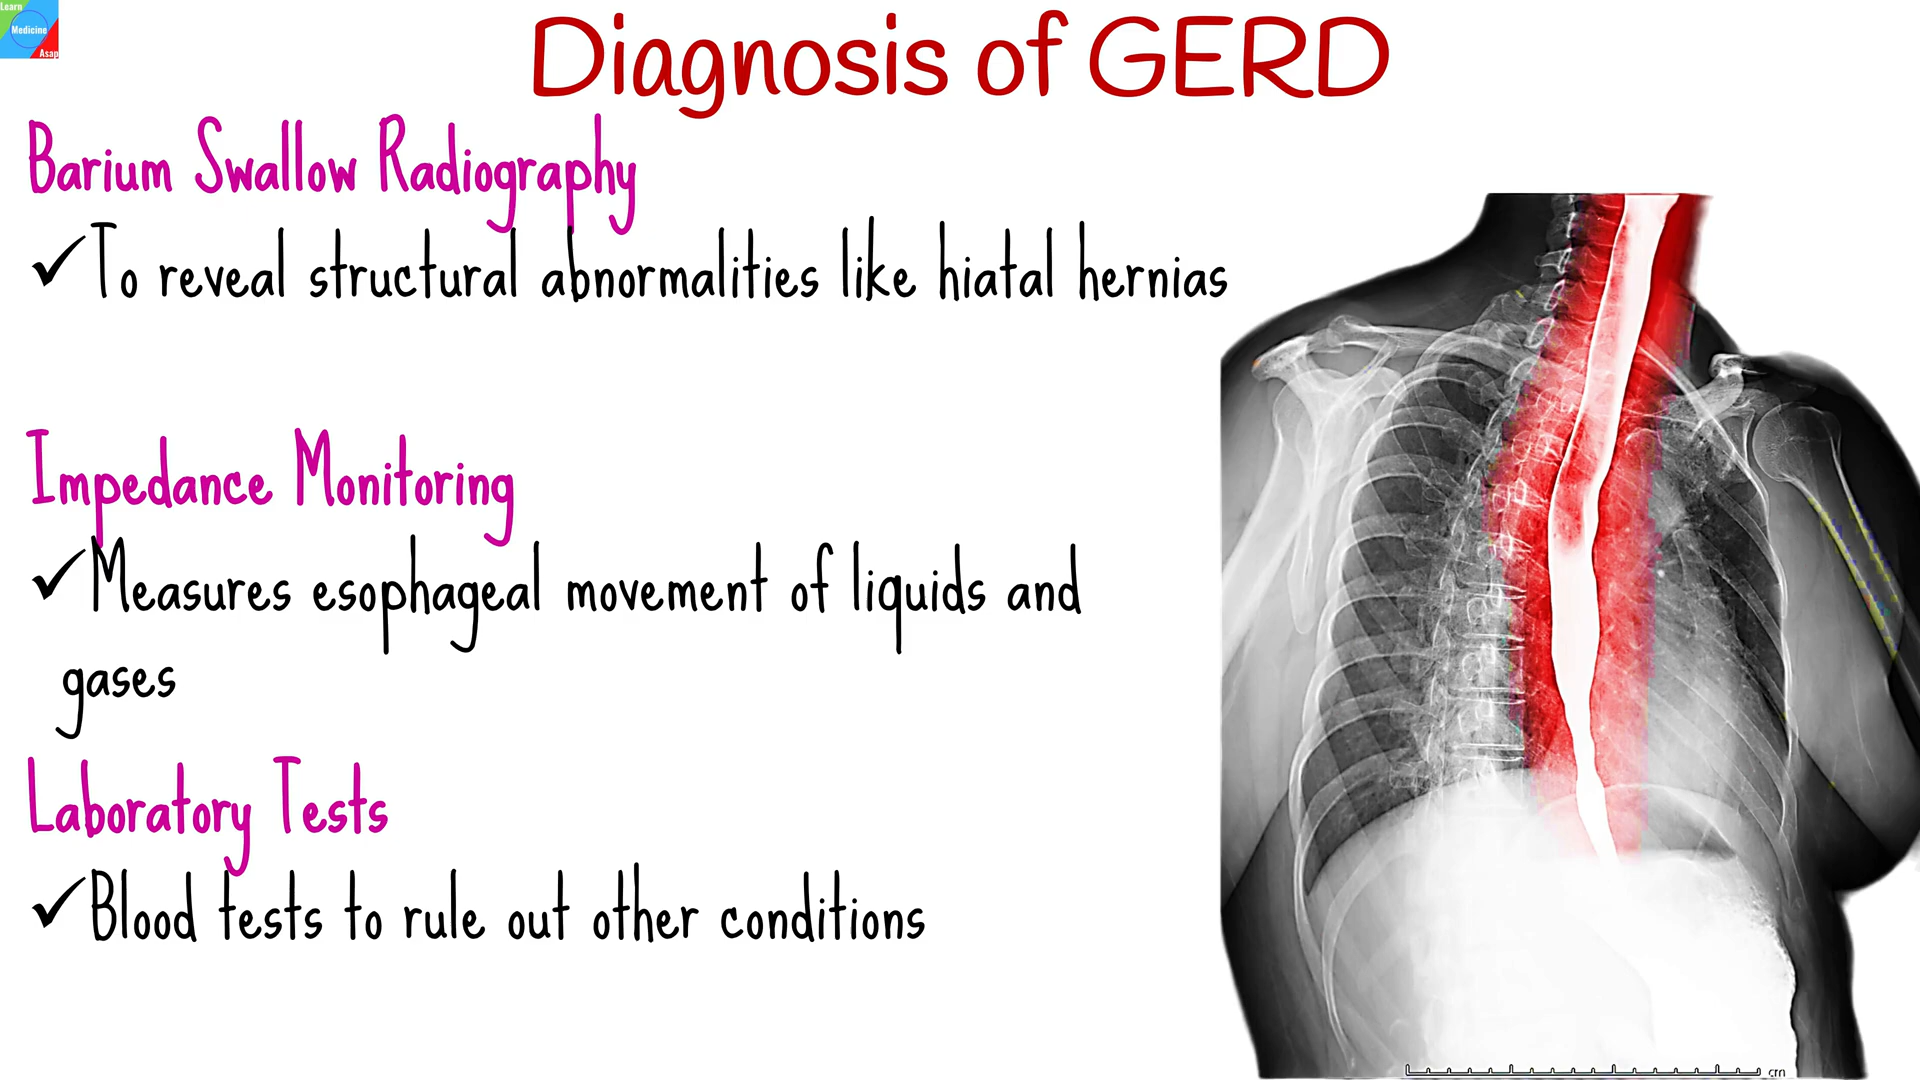 Learn
Medicine
Asap
Diagnosis of GERD
Barium Swallow Radiography
✓To reveal structural abnormalities like hiatal hernias
Impedance Monitoring
✓Measures esophageal movement of liquids and
gases
Laboratory Tests
✓Blood tests to rule out other conditions
cm